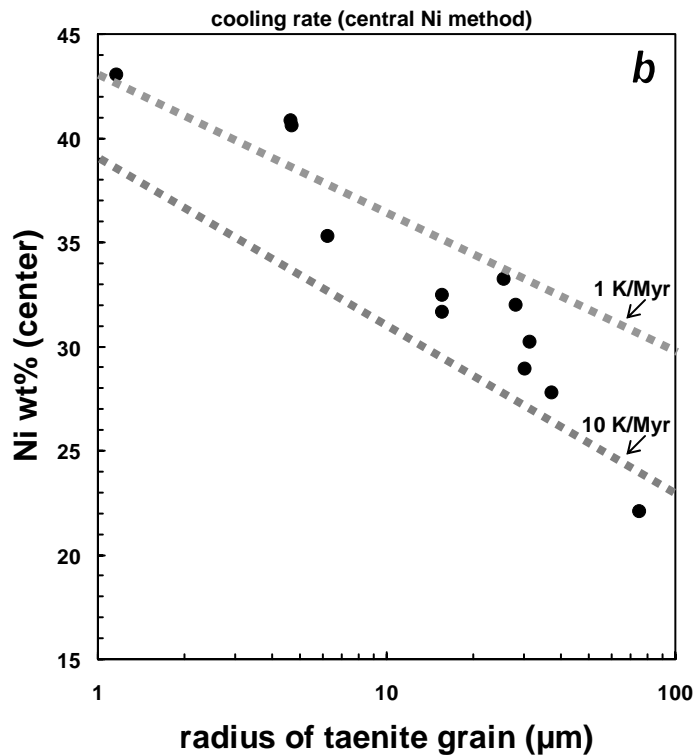 cooling rate (central Ni method)
b
45
40
35
30
25
20
15
Ni wt% (center)
1 K/Myr
10 K/Myr
1
10
100
radius of taenite grain (µm)